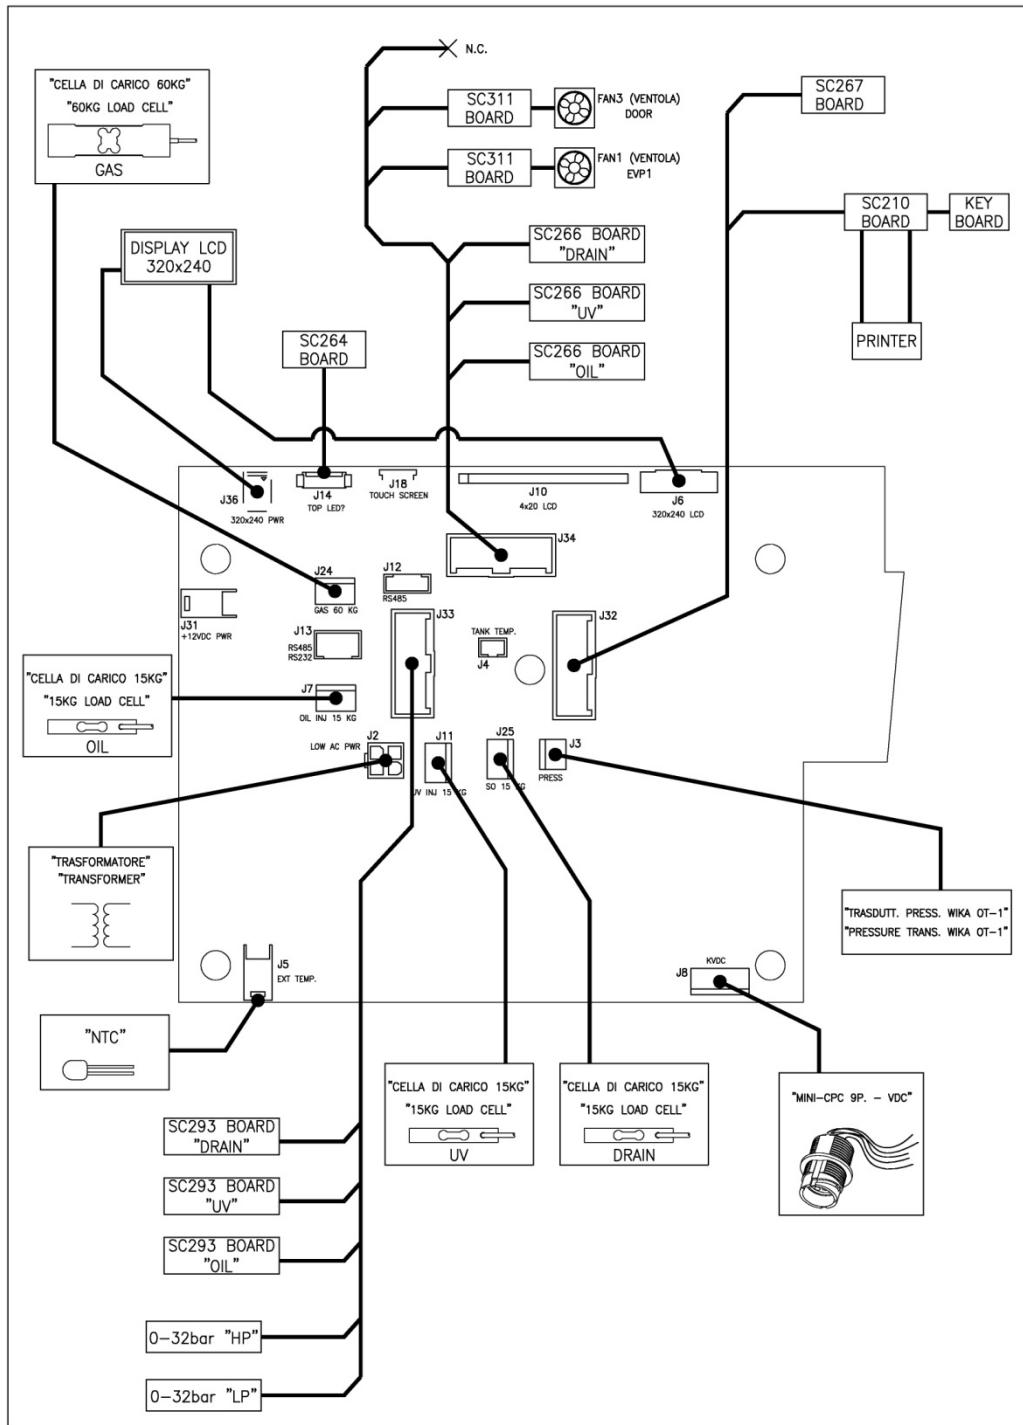 N.C.
"CELLA DI CARICO 60KG"
"60KG LOAD CELL"
GAS
SC311
BOARD
FAN3 (VENTOLA)
DOOR
SC267
BOARD
SC311
BOARD
FAN1 (VENTOLA)
EVP1
SC210
BOARD
KEY
BOARD
DISPLAY LCD
320x240
SC266 BOARD
"DRAIN"
SC266 BOARD
"UV"
PRINTER
SC264
BOARD
SC266 BOARD
"OIL"
J36
320x240 PWR
J14
TOP LED?
J18
TOUCH SCREEN
J10
4x20 LCD
J6
320x240 LCD
J34
J24
GAS 60 KG
J12
RS485
J31
+12VDC PWR
J13
RS485
RS232
J33
TANK TEMP.
J4
J32
"CELLA DI CARICO 15KG"
"15KG LOAD CELL"
OIL
J7
OIL INJ 15 KG
J2
LOW AC PWR
J11
UV INJ 15 KG
J25
SO 15 KG
J3
PRESS
"TRASFORMATORE"
"TRANSFORMER"
"TRASDUTT. PRESS. WIKA OT-1"
"PRESSURE TRANS. WIKA OT-1"
J5
EXT TEMP.
KVDC
J8
"NTC"
"CELLA DI CARICO 15KG"
"15KG LOAD CELL"
UV
"CELLA DI CARICO 15KG"
"15KG LOAD CELL"
DRAIN
"MINI-CPC 9P. - VDC"
SC293 BOARD
"DRAIN"
SC293 BOARD
"UV"
SC293 BOARD
"OIL"
0-32bar "HP"
0-32bar "LP"